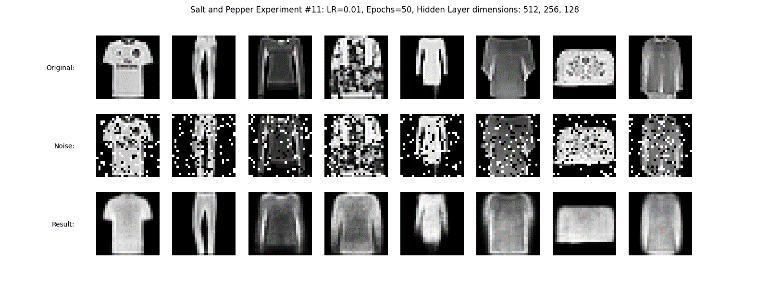 Salt and Pepper Experiment #11: LR=0.01, Epochs=50, Hidden Layer dimensions: 512, 256, 128
Original:
Noise:
Result: